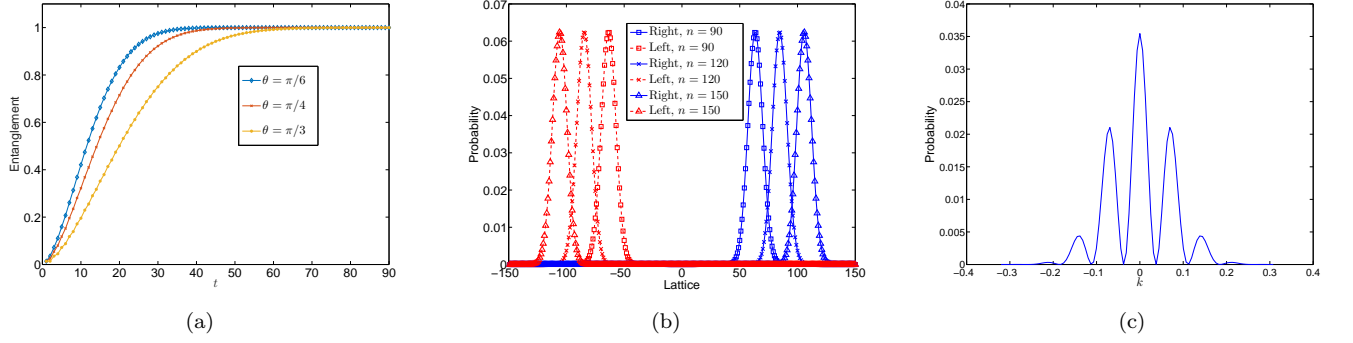 1
0.8
0.6
0.4
0.2
0
Entanglement
0 10 20 30 40 50 60 70 80 90
t
θ = π/6
θ = π/4
θ = π/3
(a)
0.07
0.06
0.05
0.04
0.03
0.02
0.01
0.00
Probability
−150 −100 −50 0 50 100 150
Lattice
Right, n = 90
Left, n = 90
Right, n = 120
Left, n = 120
Right, n = 150
Left, n = 150
(b)
0.04
0.035
0.03
0.025
0.02
0.015
0.01
0.005
0
Probability
−0.4 −0.3 −0.2 −0.1 0 0.1 0.2 0.3 0.4
k
(c)